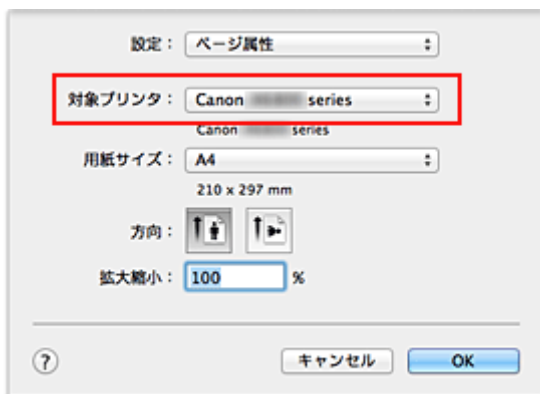 設定： ページ属性
対象プリンタ： Canon series
Canon series
用紙サイズ： A4
210 x 297 mm
方向：
拡大縮小： 100 %
? キャンセル OK